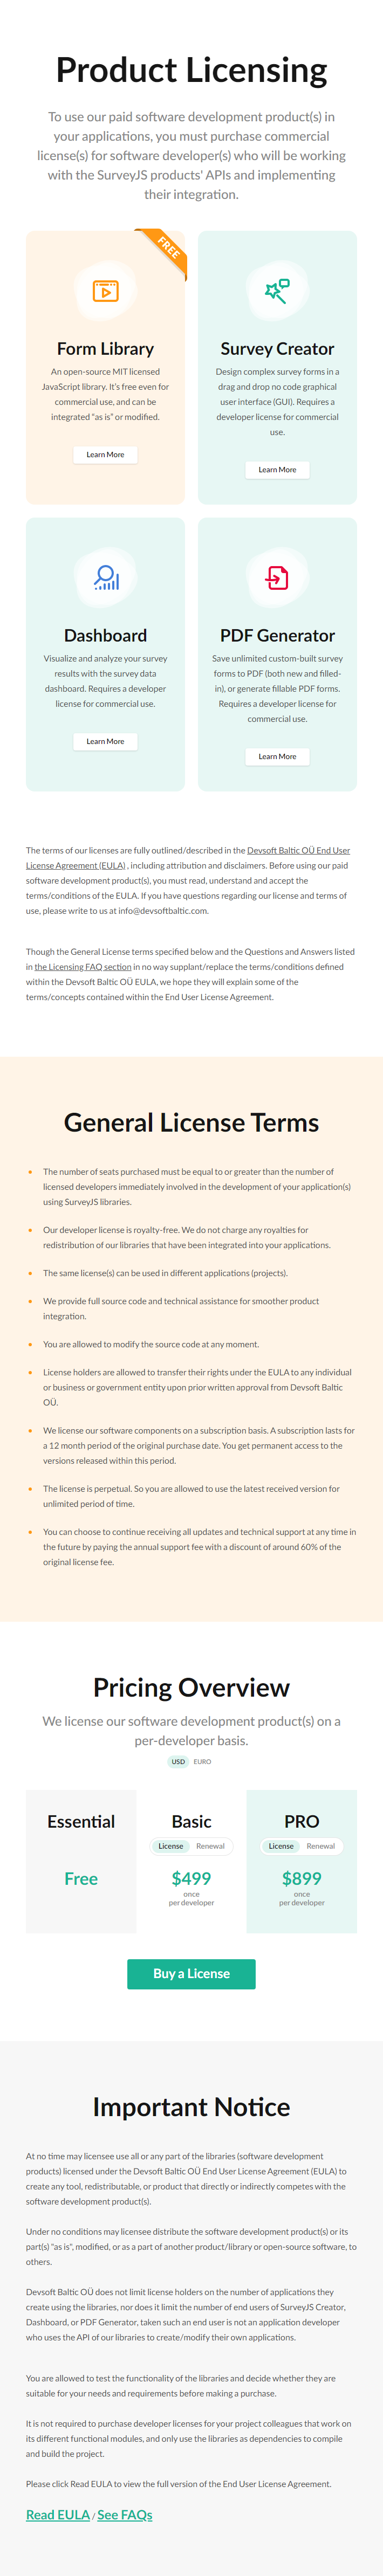 Product Licensing
To use our paid software development product(s) in
your applications, you must purchase commercial
license(s) for software developer(s) who will be working
with the SurveyJS products' APIs and implementing
their integration.
FREE
Form Library
An open-source MIT licensed
JavaScript library. It's free even for
commercial use, and can be
integrated "as is" or modified.
Learn More
Survey Creator
Design complex survey forms in a
drag and drop no code graphical
user interface (GUI). Requires a
developer license for commercial
use.
Learn More
Dashboard
Visualize and analyze your survey
results with the survey data
dashboard. Requires a developer
license for commercial use.
Learn More
PDF Generator
Save unlimited custom-built survey
forms to PDF (both new and filled-
in), or generate fillable PDF forms.
Requires a developer license for
commercial use.
Learn More
The terms of our licenses are fully outlined/described in the Devsoft Baltic OÜ End User
License Agreement (EULA) , including attribution and disclaimers. Before using our paid
software development product(s), you must read, understand and accept the
terms/conditions of the EULA. If you have questions regarding our license and terms of
use, please write to us at info@devsoftbaltic.com.
Though the General License terms specified below and the Questions and Answers listed
in the Licensing FAQ section in no way supplant/replace the terms/conditions defined
within the Devsoft Baltic OÜ EULA, we hope they will explain some of the
terms/concepts contained within the End User License Agreement.
General License Terms
• The number of seats purchased must be equal to or greater than the number of
licensed developers immediately involved in the development of your application(s)
using SurveyJS libraries.
• Our developer license is royalty-free. We do not charge any royalties for
redistribution of our libraries that have been integrated into your applications.
• The same license(s) can be used in different applications (projects).
• We provide full source code and technical assistance for smoother product
integration.
• You are allowed to modify the source code at any moment.
• License holders are allowed to transfer their rights under the EULA to any individual
or business or government entity upon prior written approval from Devsoft Baltic
OÜ.
• We license our software components on a subscription basis. A subscription lasts for
a 12 month period of the original purchase date. You get permanent access to the
versions released within this period.
• The license is perpetual. So you are allowed to use the latest received version for
unlimited period of time.
• You can choose to continue receiving all updates and technical support at any time in
the future by paying the annual support fee with a discount of around 60% of the
original license fee.
Pricing Overview
We license our software development product(s) on a
per-developer basis.
USD EURO
Essential
Free
Basic
License Renewal
$499
once
per developer
PRO
License Renewal
$899
once
per developer
Buy a License
Important Notice
At no time may licensee use all or any part of the libraries (software development
products) licensed under the Devsoft Baltic OÜ End User License Agreement (EULA) to
create any tool, redistributable, or product that directly or indirectly competes with the
software development product(s).
Under no conditions may licensee distribute the software development product(s) or its
part(s) "as is", modified, or as a part of another product/library or open-source software, to
others.
Devsoft Baltic OÜ does not limit license holders on the number of applications they
create using the libraries, nor does it limit the number of end users of SurveyJS Creator,
Dashboard, or PDF Generator, taken such an end user is not an application developer
who uses the API of our libraries to create/modify their own applications.
You are allowed to test the functionality of the libraries and decide whether they are
suitable for your needs and requirements before making a purchase.
It is not required to purchase developer licenses for your project colleagues that work on
its different functional modules, and only use the libraries as dependencies to compile
and build the project.
Please click Read EULA to view the full version of the End User License Agreement.
Read EULA / See FAQs